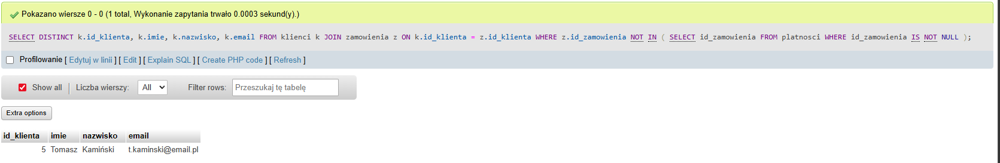 Pokazano wiersze 0 - 0 (1 total, Wykonanie zapytania trwało 0.0003 sekund(y).)
SELECT DISTINCT k.id_klienta, k.imie, k.nazwisko, k.email FROM klienci k JOIN zamowienia z ON k.id_klienta = z.id_klienta WHERE z.id_zamowienia NOT IN ( SELECT id_zamowienia FROM platnosci WHERE id_zamowienia IS NOT NULL );
Profilowanie [ Edytuj w linii ] [ Edit ] [ Explain SQL ] [ Create PHP code ] [ Refresh ]
Show all Liczba wierszy: All Filter rows: Przeszukaj tę tabelę
Extra options
id_klienta imie nazwisko email
5 Tomasz Kamiński t.kaminski@email.pl